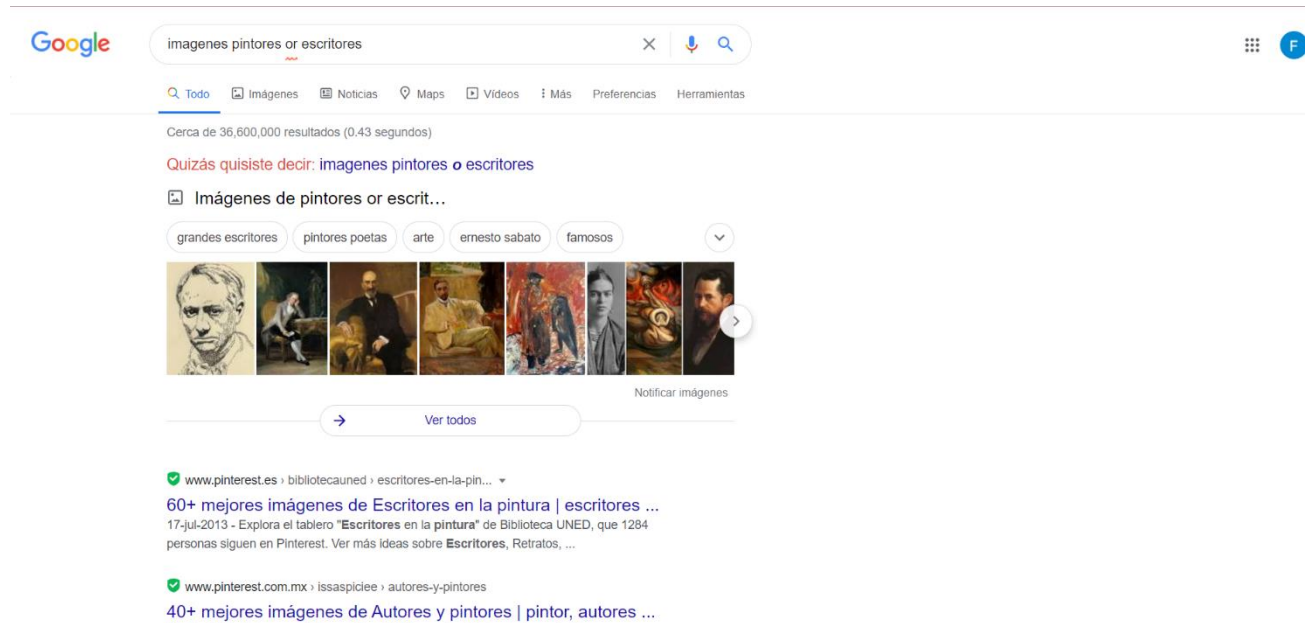 Google
imagenes pintores or escritores
F
Todo Imágenes Noticias Maps Vídeos Más Preferencias Herramientas
Cerca de 36,600,000 resultados (0.43 segundos)
Quizás quisiste decir: imagenes pintores o escritores
Imágenes de pintores or escrit...
grandes escritores pintores poetas arte ernesto sabato famosos
Notificar imágenes
Ver todos
www.pinterest.es › bibliotecauned › escritores-en-la-pin...
60+ mejores imágenes de Escritores en la pintura | escritores ...
17-jul-2013 - Explora el tablero "Escritores en la pintura" de Biblioteca UNED, que 1284
personas siguen en Pinterest. Ver más ideas sobre Escritores, Retratos, ...
www.pinterest.com.mx › issaspiciee › autores-y-pintores
40+ mejores imágenes de Autores y pintores | pintor, autores ...